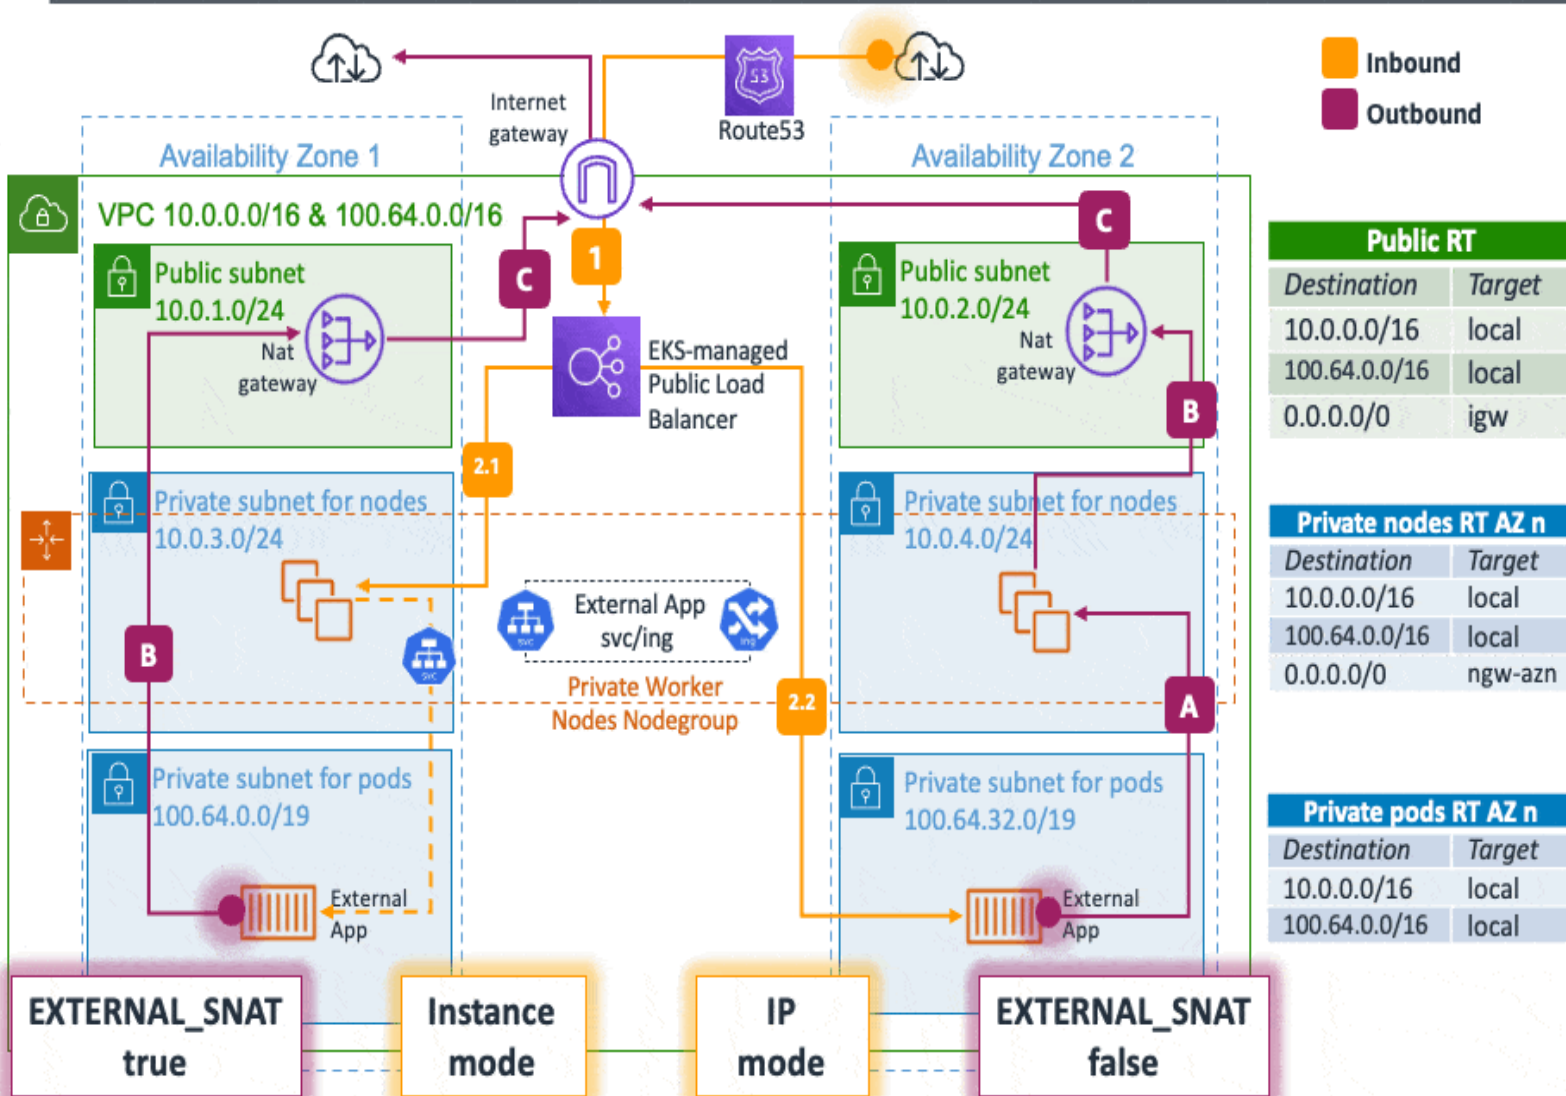 Inbound
Outbound
Internet
gateway
53
Route53
Availability Zone 1
Availability Zone 2
VPC 10.0.0.0/16 & 100.64.0.0/16
C
1
C
Public subnet
10.0.1.0/24
Nat
gateway
EKS-managed
Public Load
Balancer
Public subnet
10.0.2.0/24
Nat
gateway
B
2.1
Private subnet for nodes
10.0.3.0/24
Private subnet for nodes
10.0.4.0/24
svc
External App
svc/ing
ing
B
svc
Private Worker
Nodes Nodegroup
2.2
A
Private subnet for pods
100.64.0.0/19
Private subnet for pods
100.64.32.0/19
External
App
External
App
EXTERNAL_SNAT
true
Instance
mode
IP
mode
EXTERNAL_SNAT
false
Public RT
Destination Target
10.0.0.0/16 local
100.64.0.0/16 local
0.0.0.0/0 igw
Private nodes RT AZ n
Destination Target
10.0.0.0/16 local
100.64.0.0/16 local
0.0.0.0/0 ngw-azn
Private pods RT AZ n
Destination Target
10.0.0.0/16 local
100.64.0.0/16 local